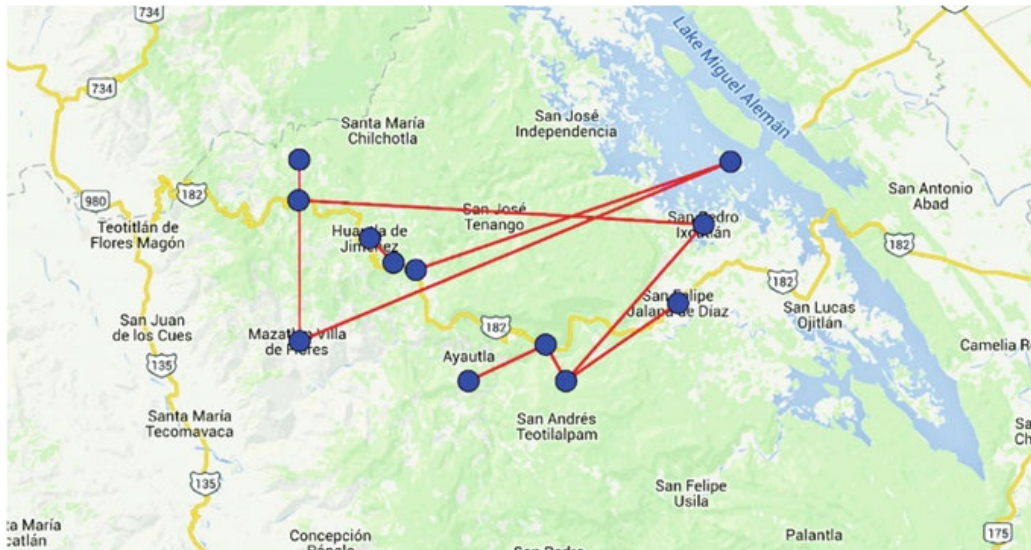 734
734
Santa María
Chilchotla
San José
Independencia
Lake Miguel Alemán
182
980
Teotitlán de
Flores Magón
San Antonio
Abad
Huautla de
Jiménez
San José
Tenango
San Pedro
Ixcatlán
182
182
San Juan
de los Cues
Mazatlán Villa
de Flores
182
San Felipe
Jalapa de Díaz
San Lucas
Ojitlán
Ayautla
Camelia
135
Santa María
Tecomavaca
San Andrés
Teotilalpam
135
San Felipe
Usila
Concepción
Palantla
175